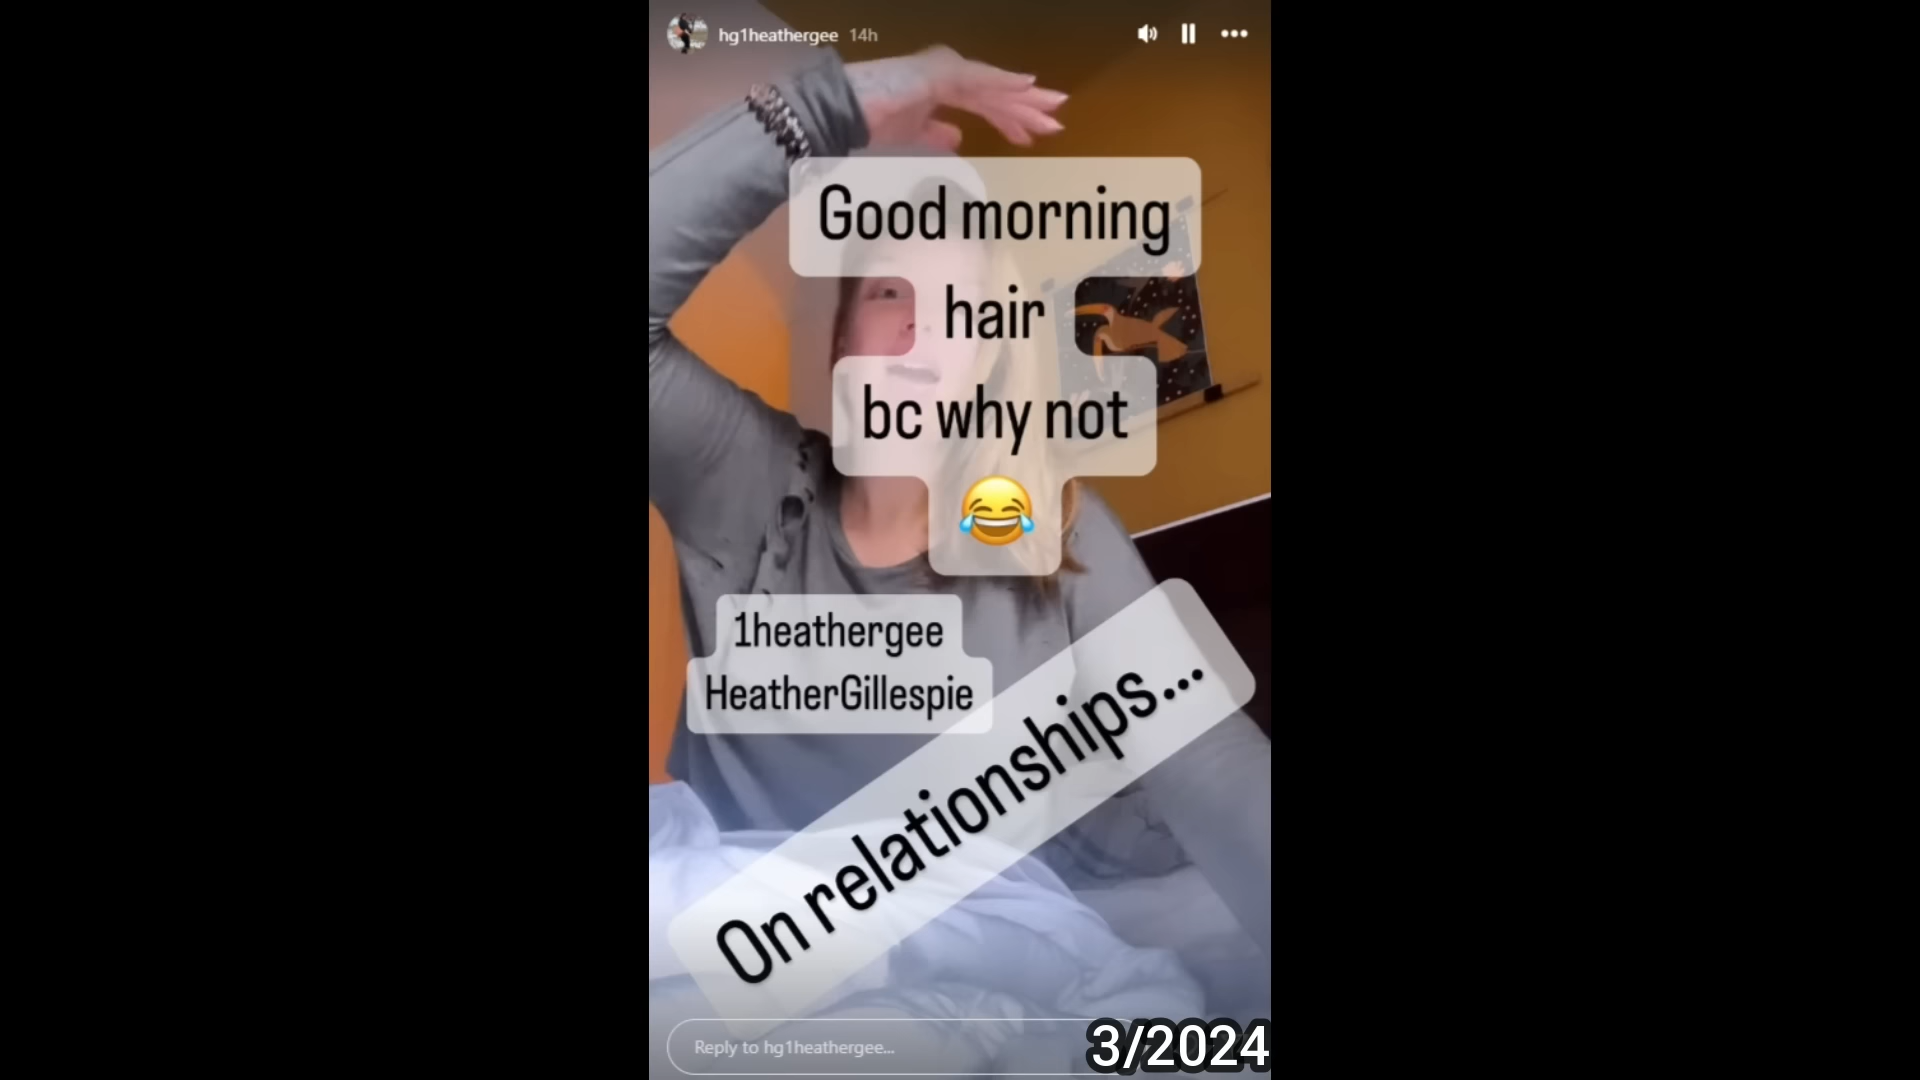 hg1heathergee 14h
Good morning
hair
bc why not
😂
1heathergee
HeatherGillespie
On relationships...
Reply to hg1heathergee...
3/2024